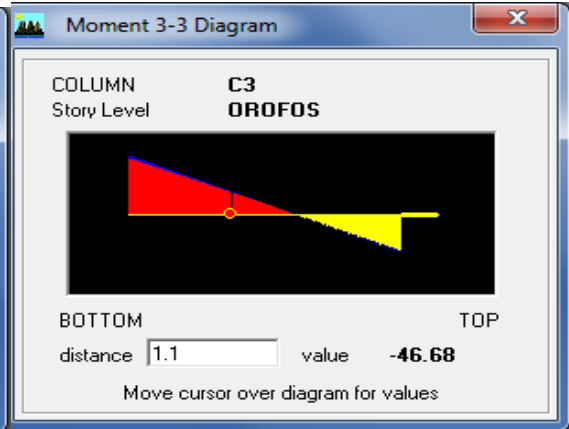 Moment 3-3 Diagram
COLUMN C3
Story Level OROFOS
BOTTOM TOP
distance 1.1 value -46.68
Move cursor over diagram for values